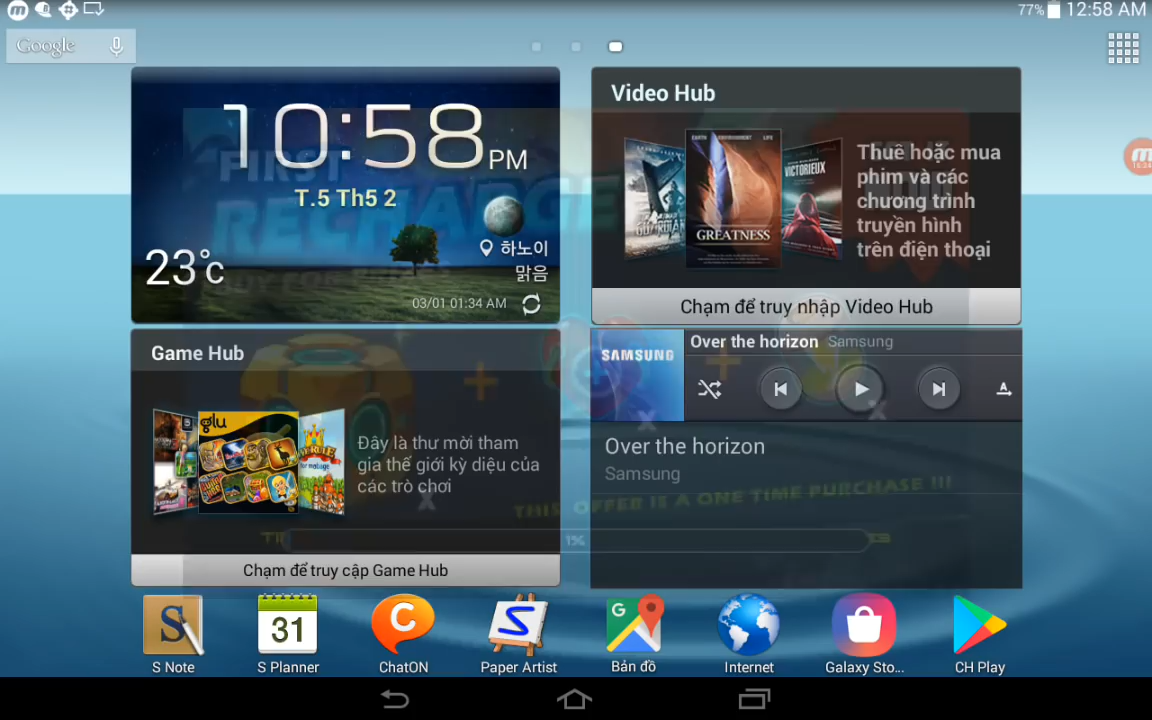 77%
12:58 AM
Google
10:58
PM
T.5 Th5 2
하노이
23°c
맑음
03/01 01:34 AM
FIRST
RECHARGE
Video Hub
EARTH ENVIRONMENT LIFE
GREATNESS
VICTORIEUX
Thuê hoặc mua
phim và các
chương trình
truyền hình
trên điện thoại
Chạm để truy nhập Video Hub
Game Hub
glu
Đây là thư mời tham
gia thế giới kỳ diệu của
các trò chơi
Chạm để truy cập Game Hub
SAMSUNG
Over the horizon Samsung
Over the horizon
Samsung
THIS OFFER IS A ONE TIME PURCHASE !!!
1%
S Note
31
S Planner
ChatON
Paper Artist
Bản đồ
Internet
Galaxy Sto...
CH Play